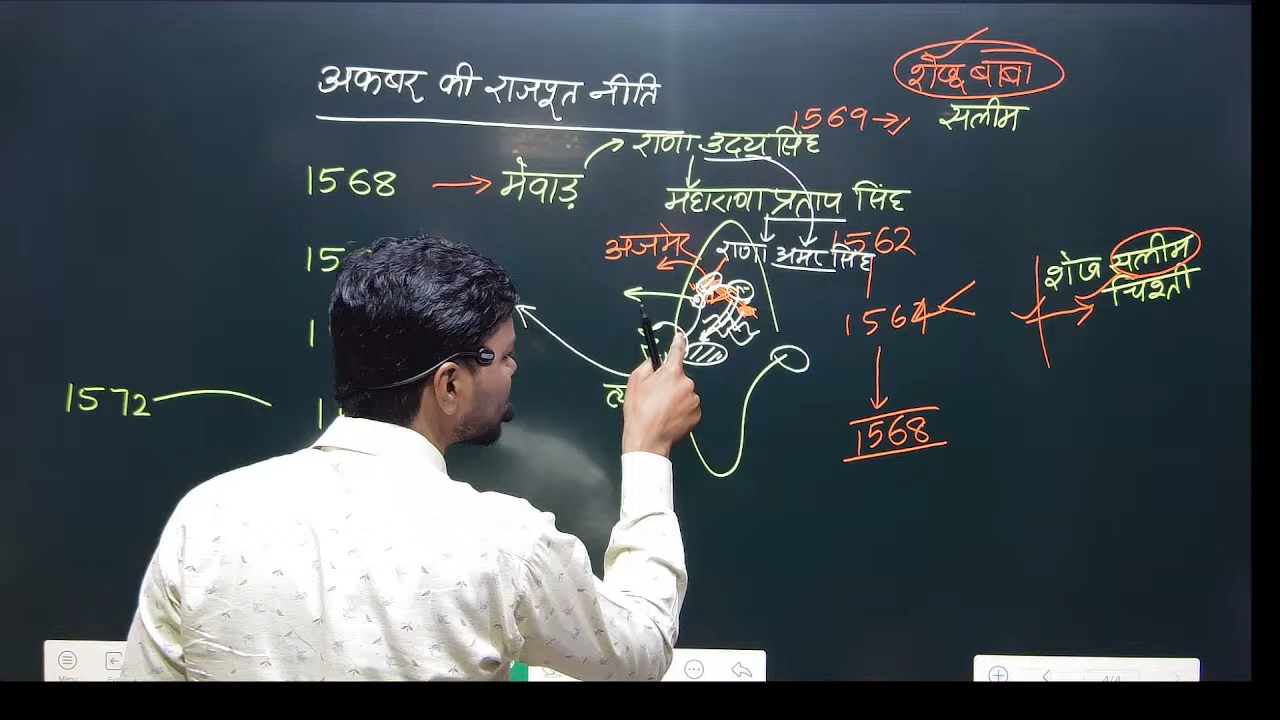 अकबर की राजपूत नीति
शेखू बाबा
1569 → सलीम
राणा उदय सिंह
1568 → मेवाड़
महाराणा प्रताप सिंह
अजमेर
राणा अमर सिंह
1562
शेख सलीम
चिश्ती
1564
1572
1568